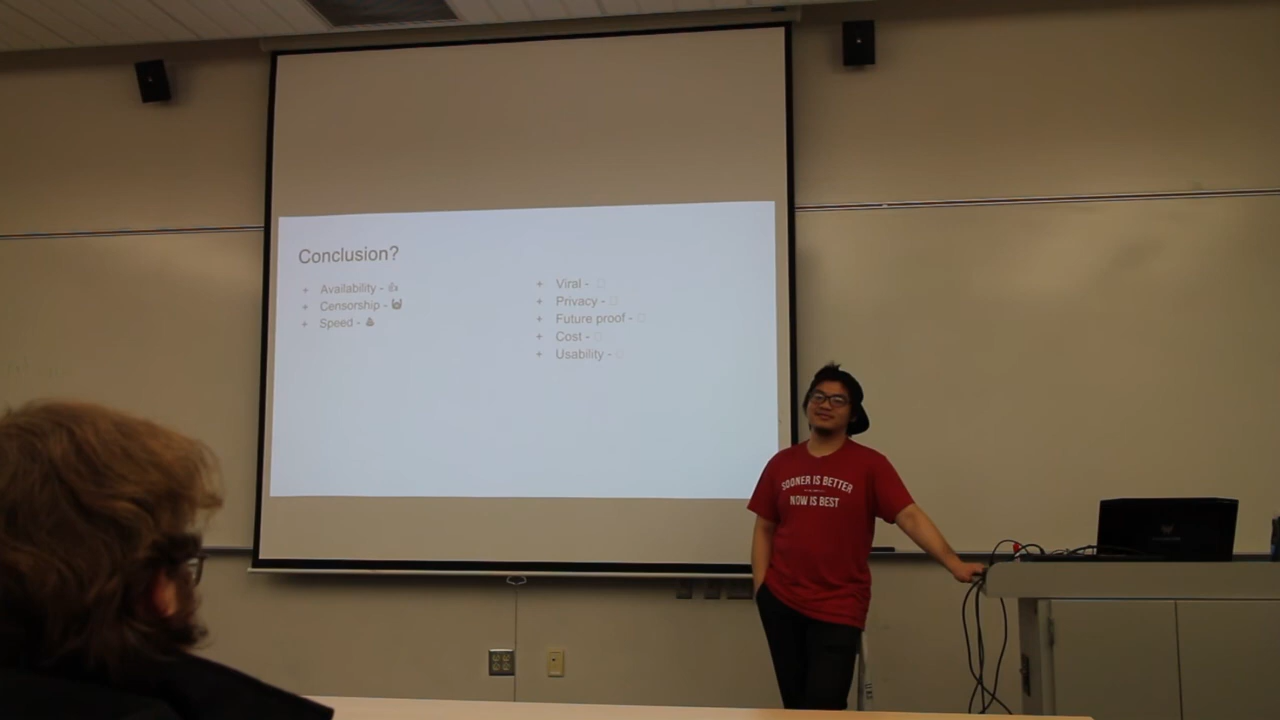 Conclusion?
+ Availability - 👍
+ Censorship -
+ Speed -
+ Viral -
+ Privacy -
+ Future proof -
+ Cost -
+ Usability -
SOONER IS BETTER
NOW IS BEST